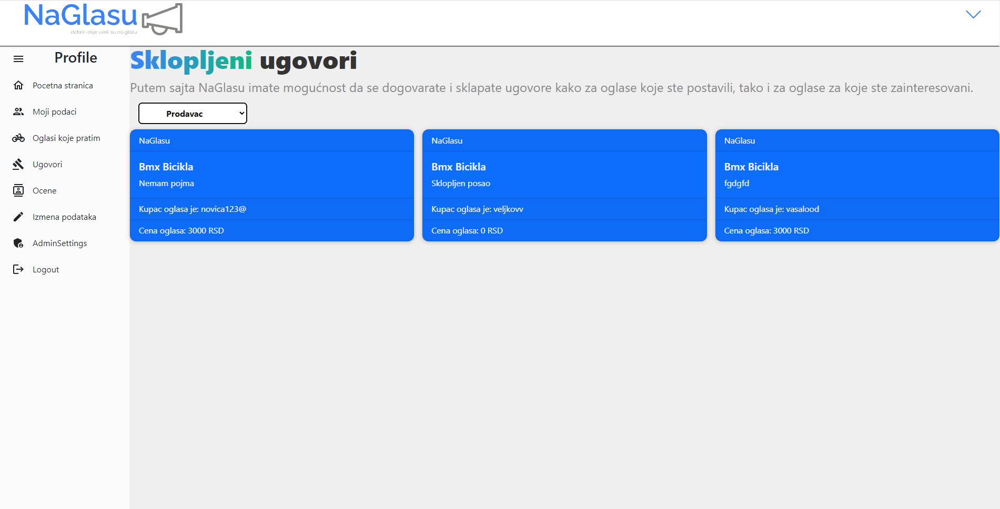 NaGlasu
dobre ideje uvek su na glasu
Profile
Pocetna stranica
Moji podaci
Oglasi koje pratim
Ugovori
Ocene
Izmena podataka
AdminSettings
Logout
Sklopljeni ugovori
Putem sajta NaGlasu imate mogućnost da se dogovarate i sklapate ugovore kako za oglase koje ste postavili, tako i za oglase za koje ste zainteresovani.
Prodavac
NaGlasu
Bmx Bicikla
Nemam pojma
Kupac oglasa je: novica123@
Cena oglasa: 3000 RSD
NaGlasu
Bmx Bicikla
Sklopljen posao
Kupac oglasa je: veljkovv
Cena oglasa: 0 RSD
NaGlasu
Bmx Bicikla
fgdgfd
Kupac oglasa je: vasalood
Cena oglasa: 3000 RSD